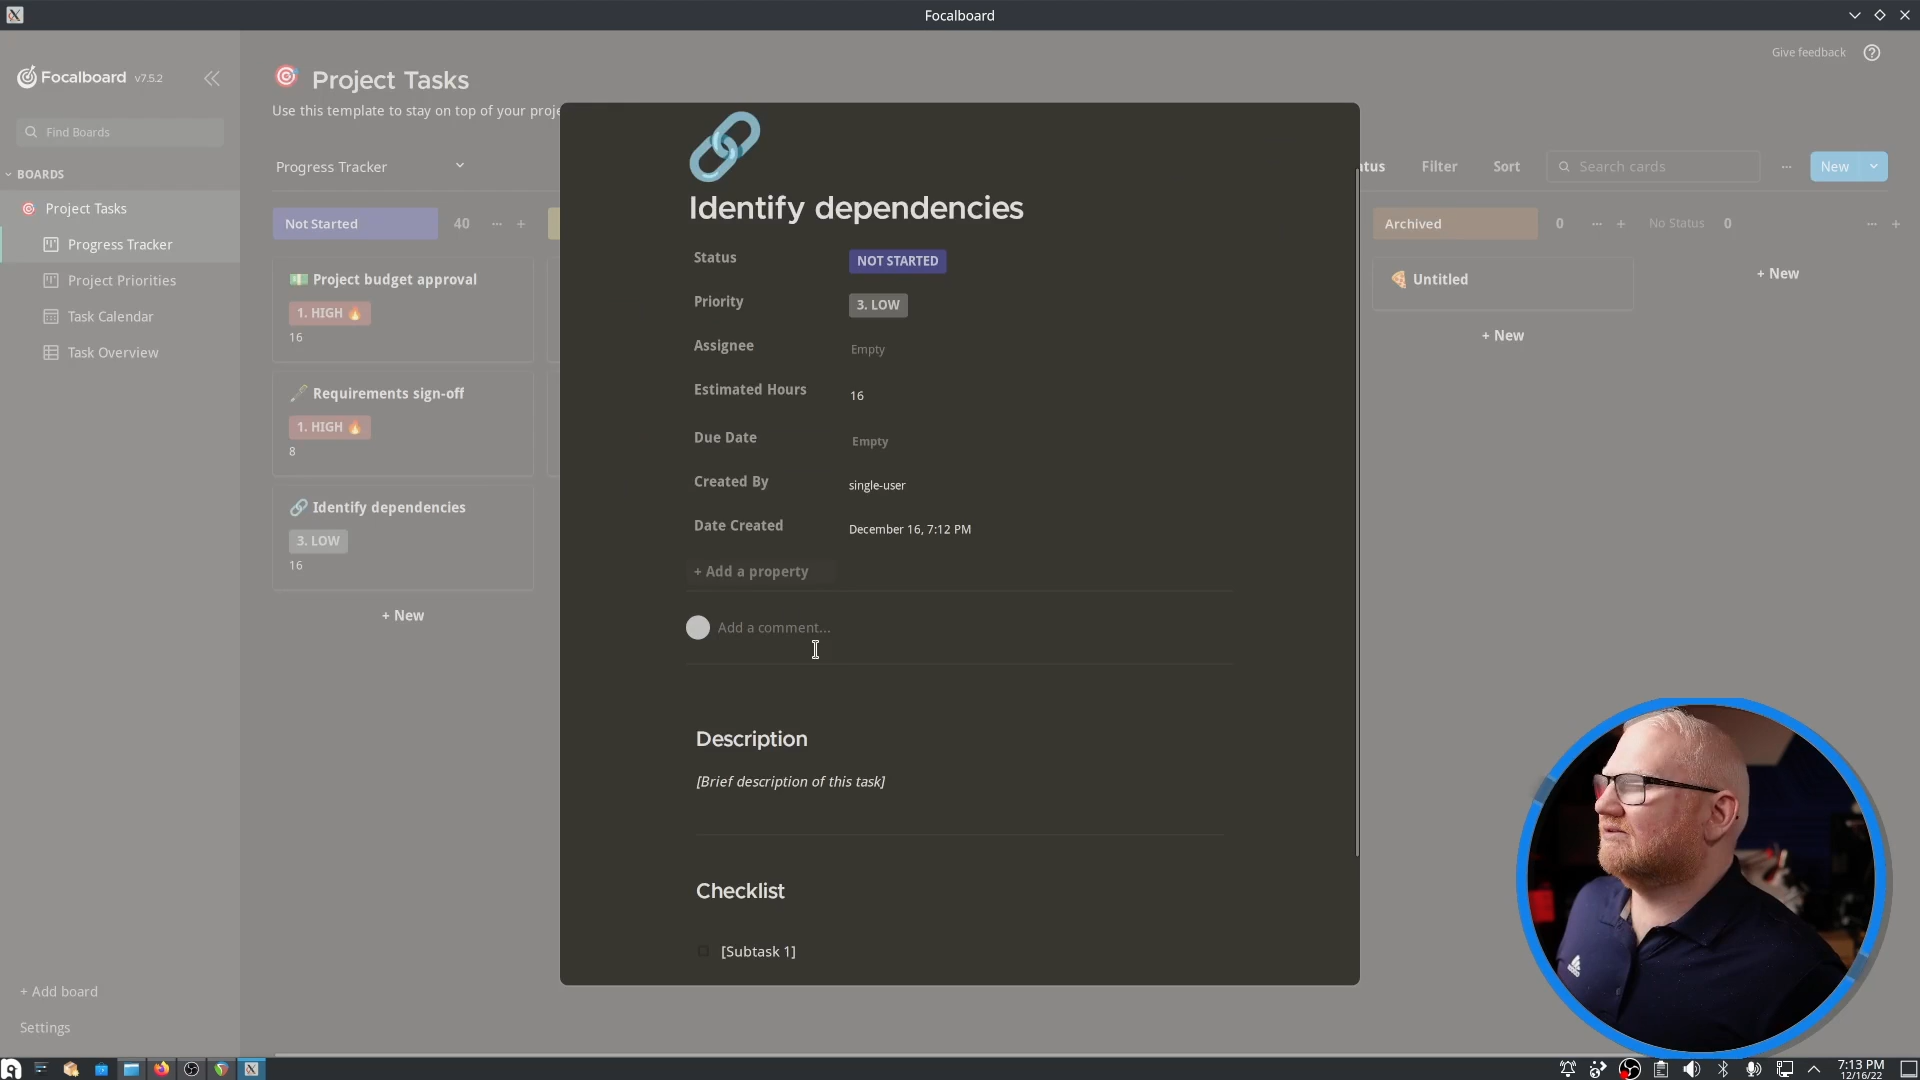 Focalboard
Give feedback
Focalboard v7.5.2
Find Boards
BOARDS
Project Tasks
Progress Tracker
Project Priorities
Task Calendar
Task Overview
+ Add board
Settings
Project Tasks
Use this template to stay on top of your proje
Progress Tracker
atus
Filter
Sort
Search cards
New
Not Started 40
Project budget approval
1. HIGH 🔥
16
Requirements sign-off
1. HIGH 🔥
8
Identify dependencies
3. LOW
16
+ New
Archived 0
Untitled
+ New
No Status 0
+ New
Identify dependencies
Status NOT STARTED
Priority 3. LOW
Assignee Empty
Estimated Hours 16
Due Date Empty
Created By single-user
Date Created December 16, 7:12 PM
+ Add a property
Add a comment...
Description
[Brief description of this task]
Checklist
[Subtask 1]
7:13 PM
12/16/22